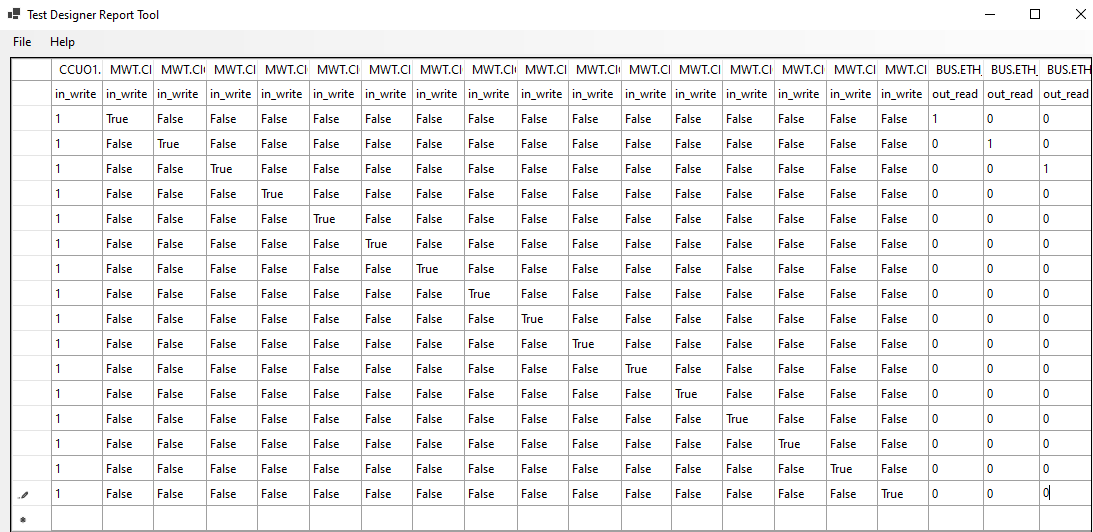 Test Designer Report Tool
File Help
CCUO1. MWT.CI MWT.CI MWT.CI MWT.CI MWT.CI MWT.CI MWT.CI MWT.CI MWT.CI MWT.CI MWT.CI MWT.CI MWT.CI MWT.CI MWT.CI MWT.CI BUS.ETH_ BUS.ETH_ BUS.ETH
in_write in_write in_write in_write in_write in_write in_write in_write in_write in_write in_write in_write in_write in_write in_write in_write in_write out_read out_read out_read
1 True False False False False False False False False False False False False False False False 1 0 0
1 False True False False False False False False False False False False False False False False 0 1 0
1 False False True False False False False False False False False False False False False False 0 0 1
1 False False False True False False False False False False False False False False False False 0 0 0
1 False False False False True False False False False False False False False False False False 0 0 0
1 False False False False False True False False False False False False False False False False 0 0 0
1 False False False False False False True False False False False False False False False False 0 0 0
1 False False False False False False False True False False False False False False False False 0 0 0
1 False False False False False False False False True False False False False False False False 0 0 0
1 False False False False False False False False False True False False False False False False 0 0 0
1 False False False False False False False False False False True False False False False False 0 0 0
1 False False False False False False False False False False False True False False False False 0 0 0
1 False False False False False False False False False False False False True False False False 0 0 0
1 False False False False False False False False False False False False False True False False 0 0 0
1 False False False False False False False False False False False False False False True False 0 0 0
1 False False False False False False False False False False False False False False False True 0 0 0